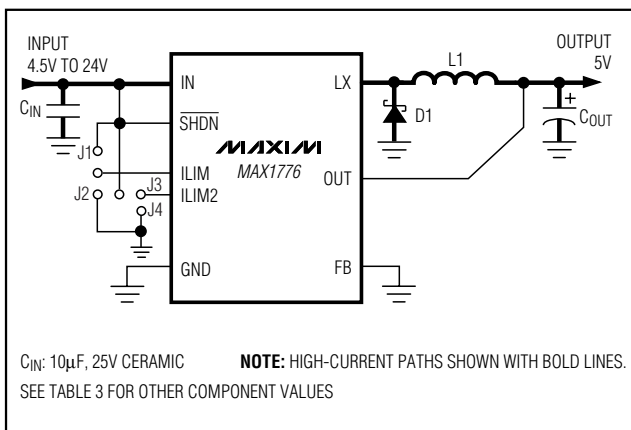 INPUT
4.5V TO 24V
OUTPUT
5V
L1
IN
LX
CIN
D1
+
COUT
SHDN
J1
MAXIM
MAX1776
ILIM
OUT
J2
J3
ILIM2
J4
GND
FB
CIN: 10µF, 25V CERAMIC
NOTE: HIGH-CURRENT PATHS SHOWN WITH BOLD LINES.
SEE TABLE 3 FOR OTHER COMPONENT VALUES